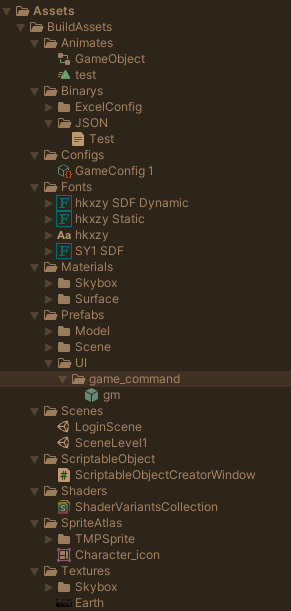 Assets
BuildAssets
Animates
GameObject
test
Binarys
ExcelConfig
JSON
Test
Configs
GameConfig 1
Fonts
hkxzy SDF Dynamic
hkxzy Static
Aa hkxzy
SY1 SDF
Materials
Skybox
Surface
Prefabs
Model
Scene
UI
game_command
gm
Scenes
LoginScene
SceneLevel1
ScriptableObject
ScriptableObjectCreatorWindow
Shaders
ShaderVariantsCollection
SpriteAtlas
TMPSprite
Character_icon
Textures
Skybox
Earth